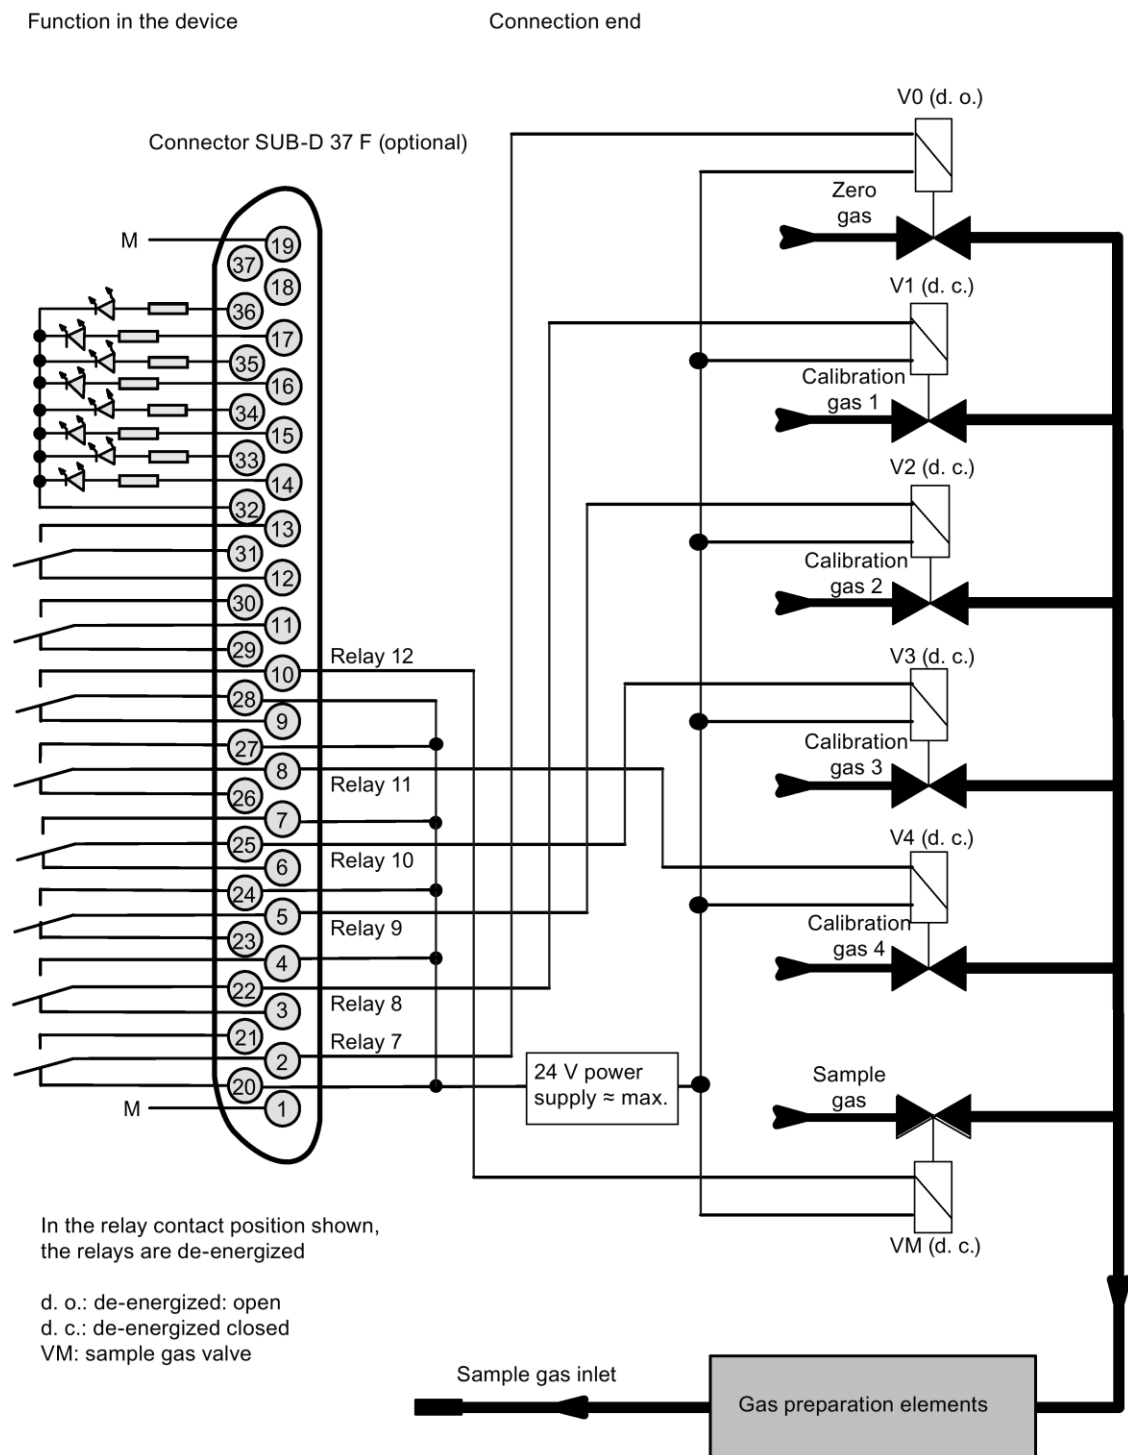 Function in the device
Connection end
V0 (d. o.)
Connector SUB-D 37 F (optional)
Zero
gas
M
19
37
18
V1 (d. c.)
36
17
35
Calibration
gas 1
16
34
15
33
V2 (d. c.)
14
32
13
31
Calibration
gas 2
12
30
11
29
Relay 12
V3 (d. c.)
10
28
9
27
Calibration
gas 3
8
Relay 11
26
7
25
V4 (d. c.)
6
Relay 10
24
5
Relay 9
Calibration
gas 4
23
4
22
3
Relay 8
21
Relay 7
2
24 V power
supply ≈ max.
Sample
gas
20
M
1
In the relay contact position shown,
the relays are de-energized
VM (d. c.)
d. o.: de-energized: open
d. c.: de-energized closed
VM: sample gas valve
Sample gas inlet
Gas preparation elements